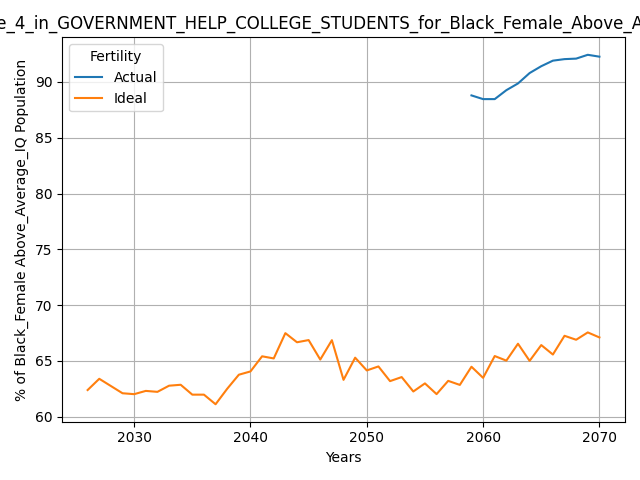 e_4_in_GOVERNMENT_HELP_COLLEGE_STUDENTS_for_Black_Female_Above_A
Fertility
Actual
Ideal
% of Black_Female Above_Average_IQ Population
90
85
80
75
70
65
60
2030
2040
2050
2060
2070
Years